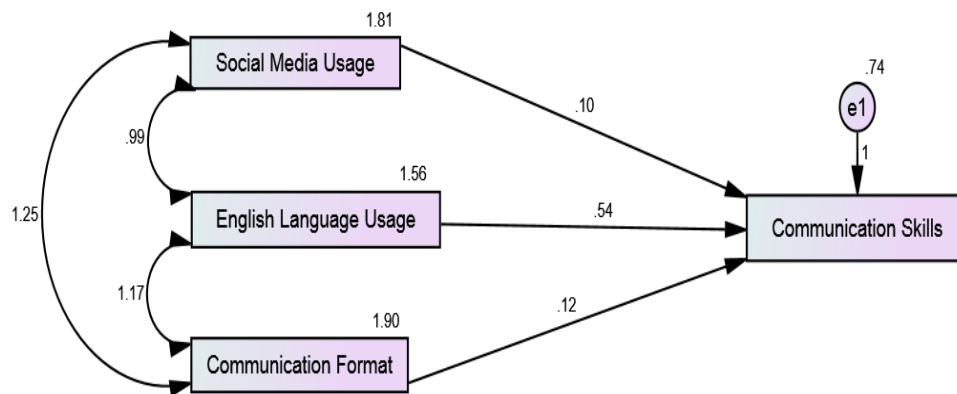 1.81
Social Media Usage
.74
e1
.10
1
.99
1.56
English Language Usage
.54
Communication Skills
1.25
1.17
1.90
.12
Communication Format